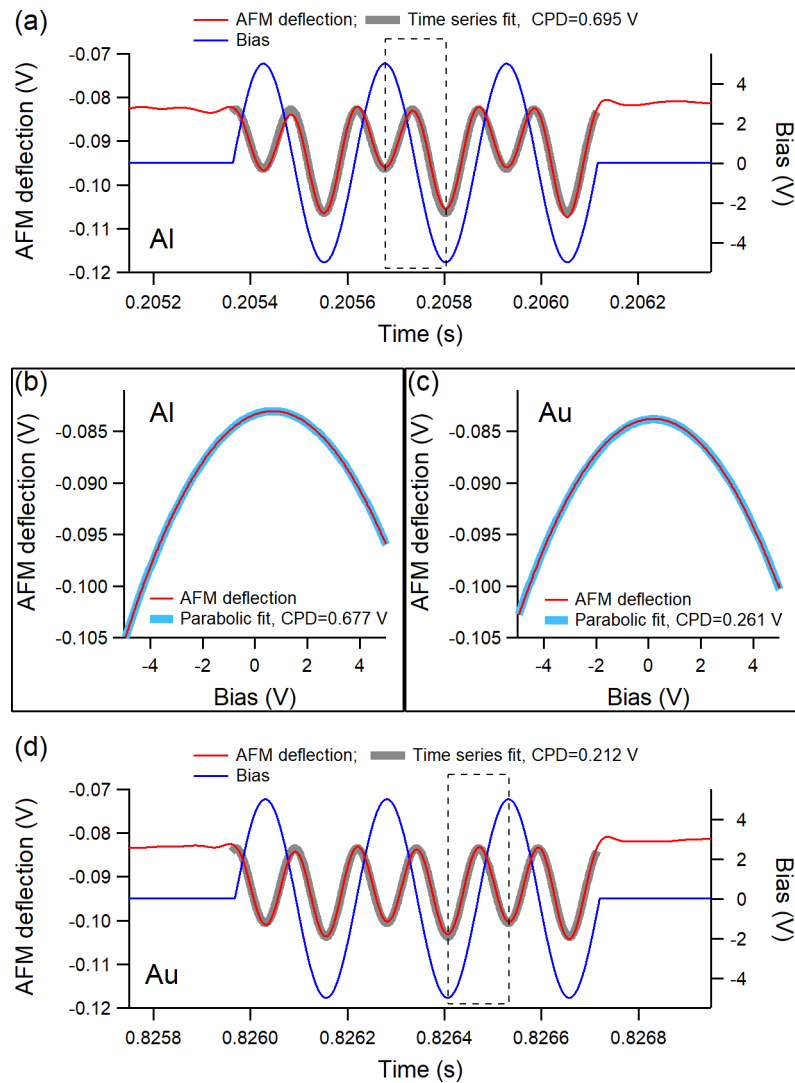 (a)
AFM deflection; Time series fit, CPD=0.695 V
Bias
AFM deflection (V)
-0.07
-0.08
-0.09
-0.10
-0.11
-0.12
Al
4
2
0
-2
-4
Bias (V)
0.2052 0.2054 0.2056 0.2058 0.2060 0.2062
Time (s)
(b)
Al
AFM deflection (V)
-0.085
-0.090
-0.095
-0.100
-0.105
AFM deflection
Parabolic fit, CPD=0.677 V
-4 -2 0 2 4
Bias (V)
(c)
Au
AFM deflection (V)
-0.085
-0.090
-0.095
-0.100
-0.105
AFM deflection
Parabolic fit, CPD=0.261 V
-4 -2 0 2 4
Bias (V)
(d)
AFM deflection; Time series fit, CPD=0.212 V
Bias
AFM deflection (V)
-0.07
-0.08
-0.09
-0.10
-0.11
-0.12
Au
4
2
0
-2
-4
Bias (V)
0.8258 0.8260 0.8262 0.8264 0.8266 0.8268
Time (s)